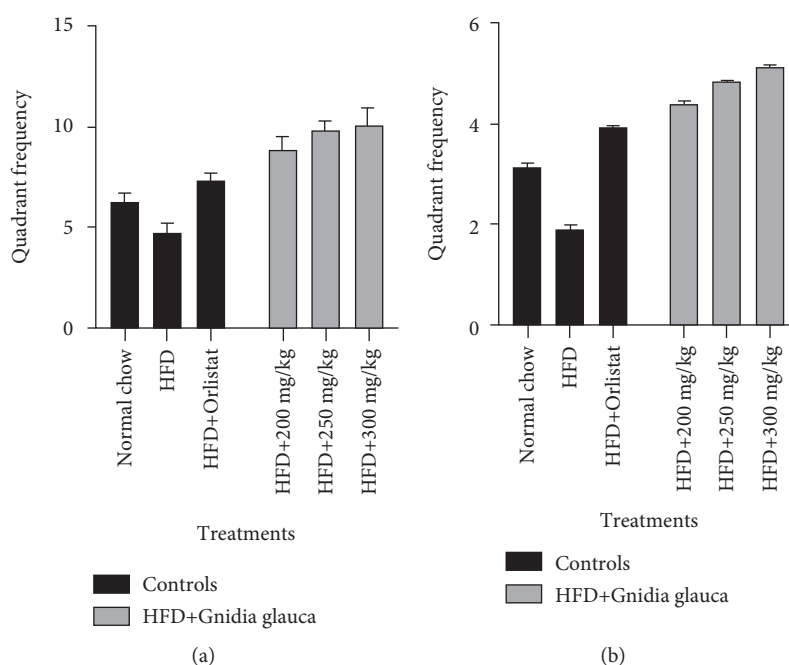 15
10
5
0
Quadrant frequency
Normal chow
HFD
HFD+Orlistat
HFD+200 mg/kg
HFD+250 mg/kg
HFD+300 mg/kg
Treatments
Controls
HFD+Gnidia glauca
(a)
6
4
2
0
Quadrant frequency
Normal chow
HFD
HFD+Orlistat
HFD+200 mg/kg
HFD+250 mg/kg
HFD+300 mg/kg
Treatments
Controls
HFD+Gnidia glauca
(b)